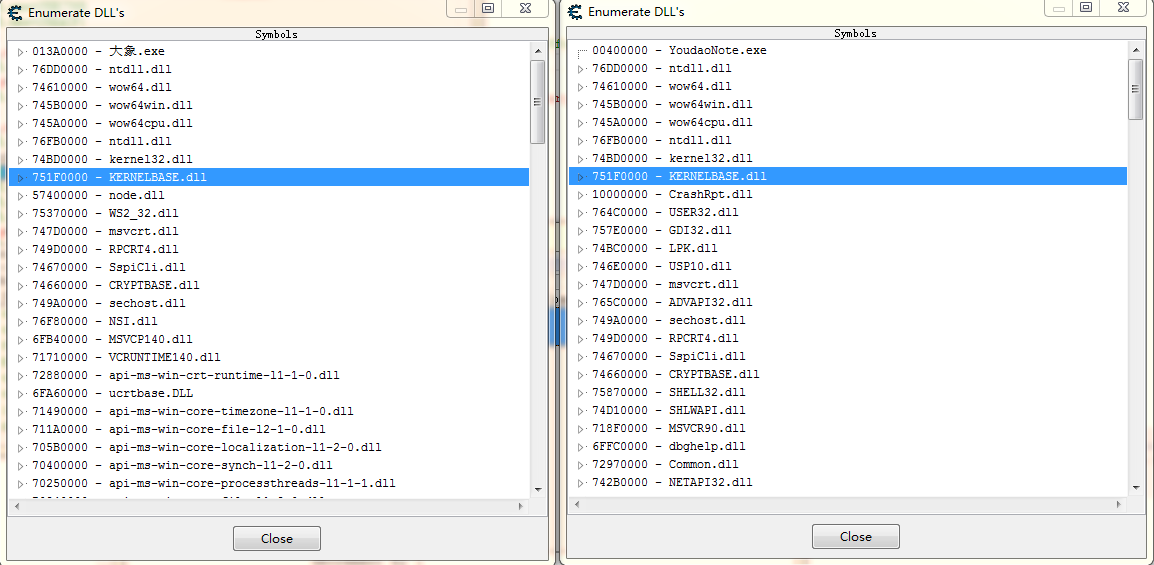 Enumerate DLL's
Symbols
013A0000 - 大象.exe
76DD0000 - ntdll.dll
74610000 - wow64.dll
745B0000 - wow64win.dll
745A0000 - wow64cpu.dll
76FB0000 - ntdll.dll
74BD0000 - kernel32.dll
751F0000 - KERNELBASE.dll
57400000 - node.dll
75370000 - WS2_32.dll
747D0000 - msvcrt.dll
749D0000 - RPCRT4.dll
74670000 - SspiCli.dll
74660000 - CRYPTBASE.dll
749A0000 - sechost.dll
76F80000 - NSI.dll
6FB40000 - MSVCP140.dll
71710000 - VCRUNTIME140.dll
72880000 - api-ms-win-crt-runtime-l1-1-0.dll
6FA60000 - ucrtbase.DLL
71490000 - api-ms-win-core-timezone-l1-1-0.dll
711A0000 - api-ms-win-core-file-l2-1-0.dll
705B0000 - api-ms-win-core-localization-l1-2-0.dll
70400000 - api-ms-win-core-synch-l1-2-0.dll
70250000 - api-ms-win-core-processthreads-l1-1-1.dll
Close
Enumerate DLL's
Symbols
00400000 - YoudaoNote.exe
76DD0000 - ntdll.dll
74610000 - wow64.dll
745B0000 - wow64win.dll
745A0000 - wow64cpu.dll
76FB0000 - ntdll.dll
74BD0000 - kernel32.dll
751F0000 - KERNELBASE.dll
10000000 - CrashRpt.dll
764C0000 - USER32.dll
757E0000 - GDI32.dll
74BC0000 - LPK.dll
746E0000 - USP10.dll
747D0000 - msvcrt.dll
765C0000 - ADVAPI32.dll
749A0000 - sechost.dll
749D0000 - RPCRT4.dll
74670000 - SspiCli.dll
74660000 - CRYPTBASE.dll
75870000 - SHELL32.dll
74D10000 - SHLWAPI.dll
718F0000 - MSVCR90.dll
6FFC0000 - dbghelp.dll
72970000 - Common.dll
742B0000 - NETAPI32.dll
Close